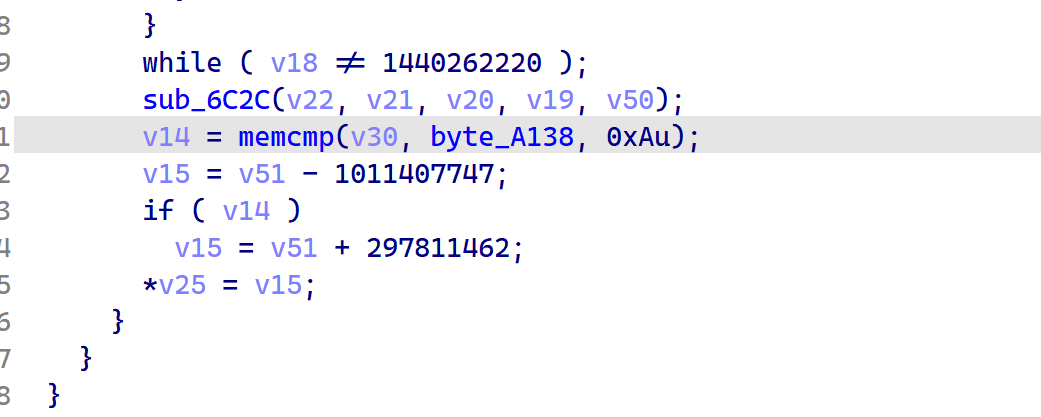 8 }
9 while ( v18 ≠ 1440262220 );
0 sub_6C2C(v22, v21, v20, v19, v50);
1 v14 = memcmp(v30, byte_A138, 0xAu);
2 v15 = v51 - 1011407747;
3 if ( v14 )
4 v15 = v51 + 297811462;
5 *v25 = v15;
6 }
7 }
8 }